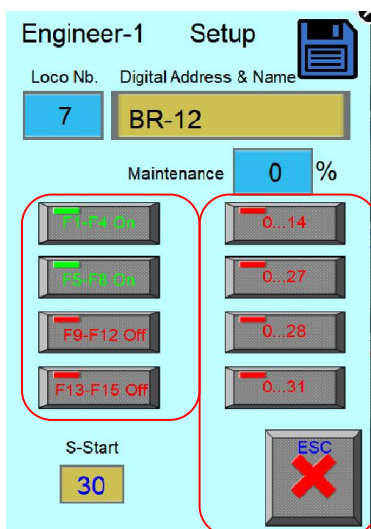 Engineer-1 Setup
Loco Nb. Digital Address & Name
7 BR-12
Maintenance 0 %
F1-F4 On 0...14
F5-F8 On 0...27
F9-F12 Off 0...28
F13-F15 Off 0...31
S-Start ESC
30